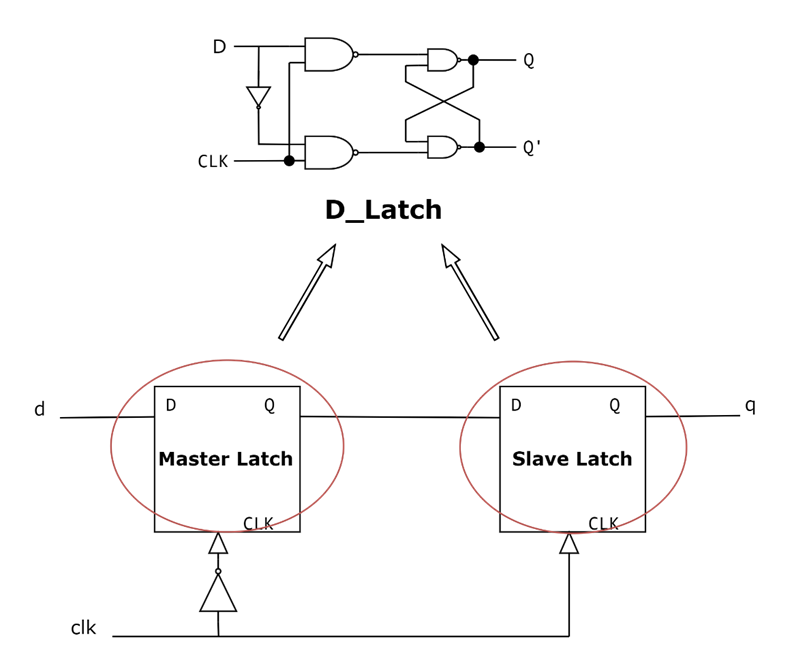 D
Q
CLK
Q'
D_Latch
d
D Q
D Q
q
Master Latch
Slave Latch
CLK
CLK
clk